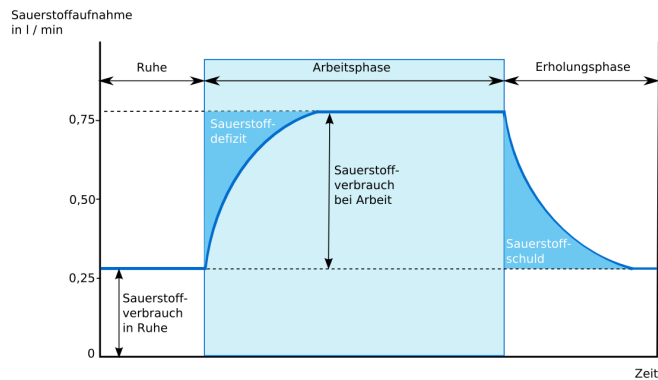 Sauerstoffaufnahme
in l / min
Ruhe
Arbeitsphase
Erholungsphase
0,75
Sauerstoff-
defizit
Sauerstoff-
verbrauch
bei Arbeit
0,50
Sauerstoff-
schuld
0,25
Sauerstoff-
verbrauch
in Ruhe
0
Zeit